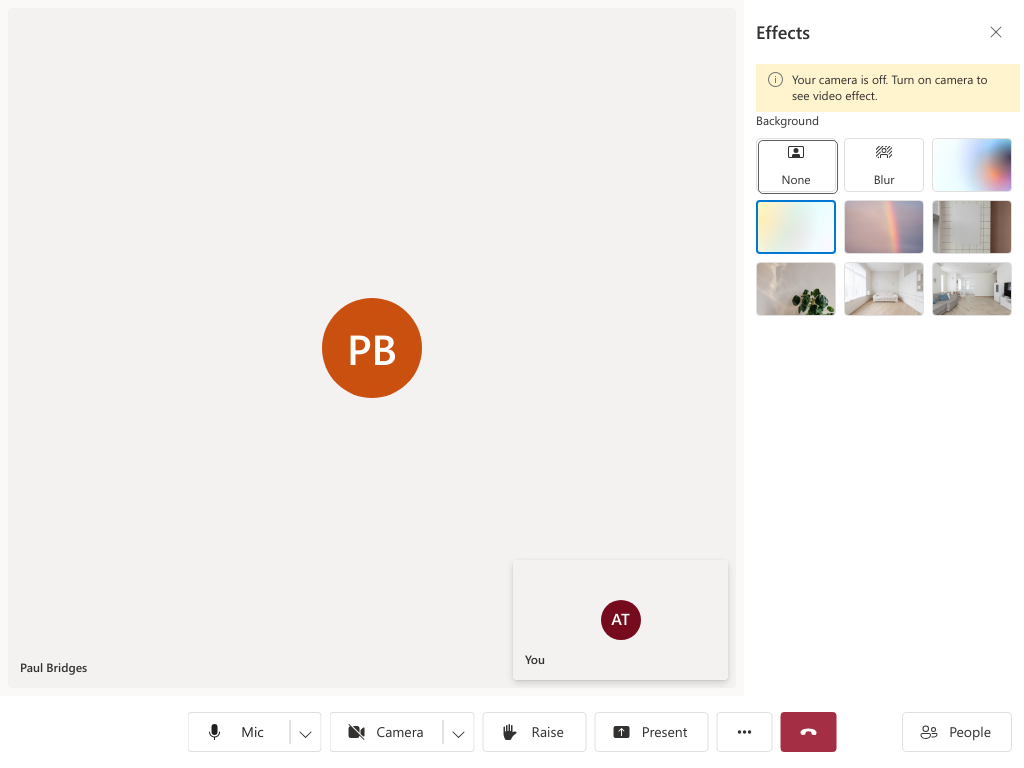 Effects
Your camera is off. Turn on camera to
see video effect.
Background
None
Blur
PB
AT
You
Paul Bridges
Mic
Camera
Raise
Present
People